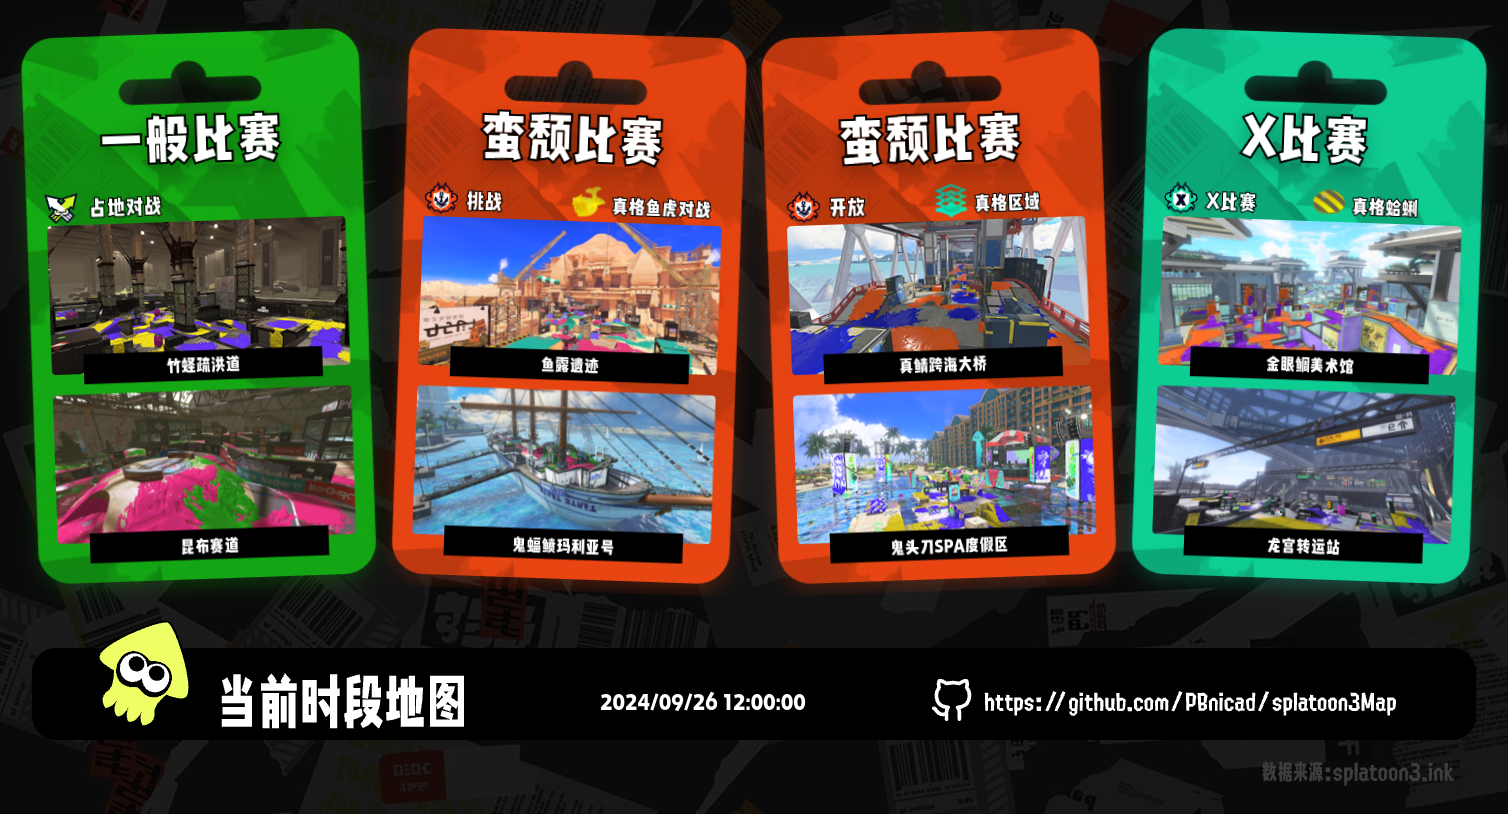 一般比赛
占地对战
竹蛏疏洪道
昆布赛道
蛮颓比赛
挑战
真格鱼虎对战
鱼露遗迹
鬼蝠鲼玛利亚号
蛮颓比赛
开放
真格区域
真鲷跨海大桥
鬼头刀SPA度假区
X比赛
X比赛
真格蛤蜊
金眼鲷美术馆
龙宫转运站
当前时段地图
2024/09/26 12:00:00
https://github.com/PBnicad/splatoon3Map
数据来源:splatoon3.ink